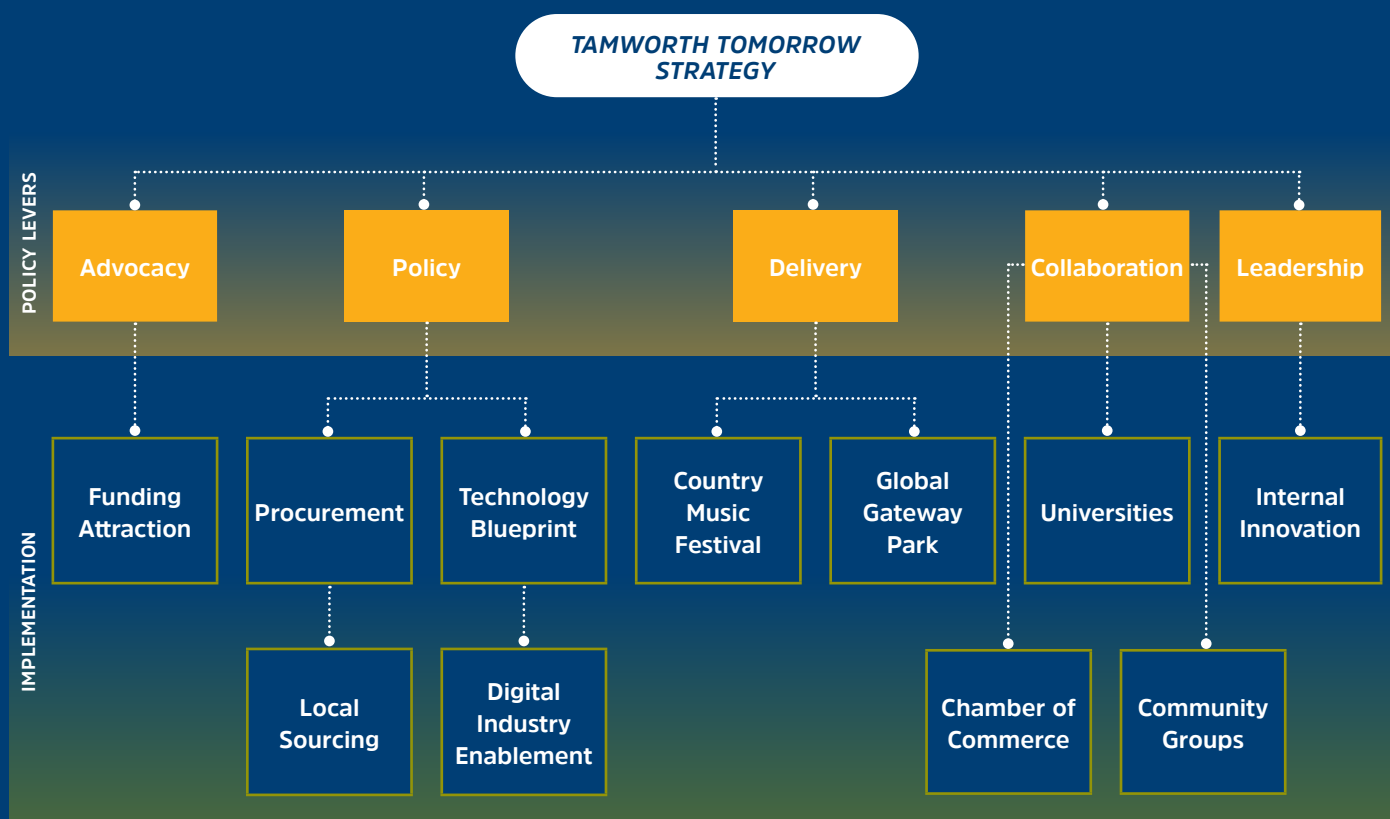 TAMWORTH TOMORROW
STRATEGY
POLICY LEVERS
Advocacy
Policy
Delivery
Collaboration
Leadership
IMPLEMENTATION
Funding
Attraction
Procurement
Technology
Blueprint
Country
Music
Festival
Global
Gateway
Park
Universities
Internal
Innovation
Local
Sourcing
Digital
Industry
Enablement
Chamber of
Commerce
Community
Groups